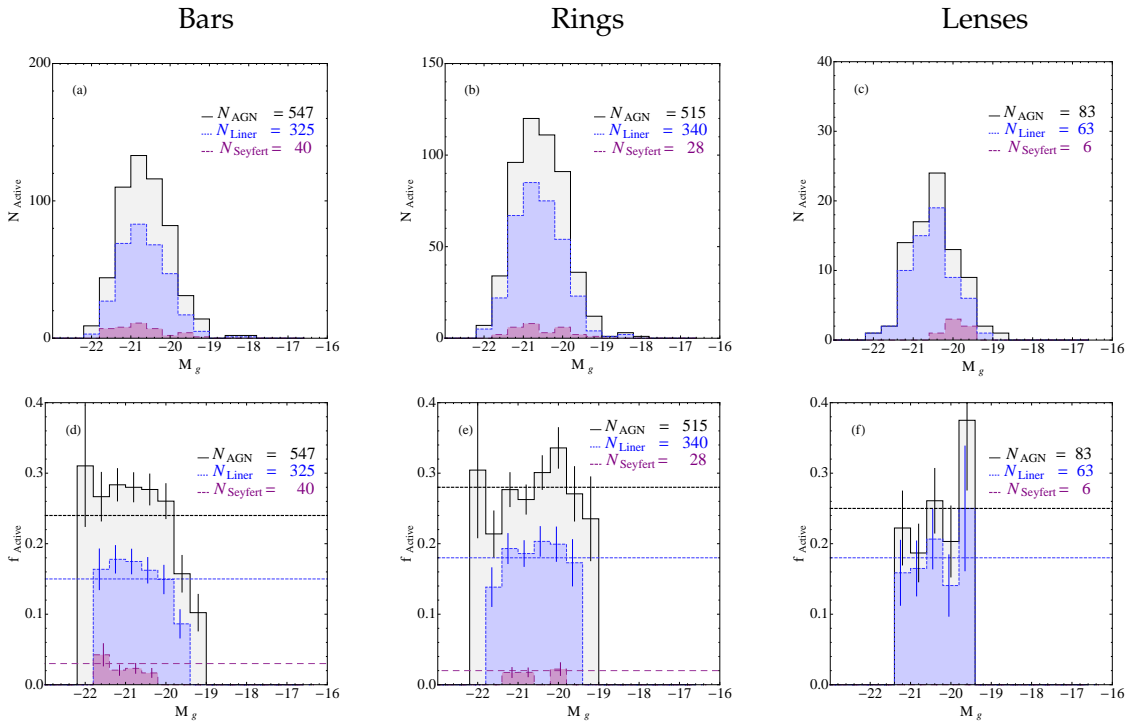 Bars Rings Lenses
(a)
N_AGN = 547
N_Liner = 325
N_Seyfert = 40
N_Active
200
100
0
−22 −21 −20 −19 −18 −17 −16
M_g
(b)
N_AGN = 515
N_Liner = 340
N_Seyfert = 28
N_Active
150
100
50
0
−22 −21 −20 −19 −18 −17 −16
M_g
(c)
N_AGN = 83
N_Liner = 63
N_Seyfert = 6
N_Active
40
30
20
10
0
−22 −21 −20 −19 −18 −17 −16
M_g
(d)
N_AGN = 547
N_Liner = 325
N_Seyfert = 40
f_Active
0.4
0.3
0.2
0.1
0.0
−22 −21 −20 −19 −18 −17 −16
M_g
(e)
N_AGN = 515
N_Liner = 340
N_Seyfert = 28
f_Active
0.4
0.3
0.2
0.1
0.0
−22 −21 −20 −19 −18 −17 −16
M_g
(f)
N_AGN = 83
N_Liner = 63
N_Seyfert = 6
f_Active
0.4
0.3
0.2
0.1
0.0
−22 −21 −20 −19 −18 −17 −16
M_g